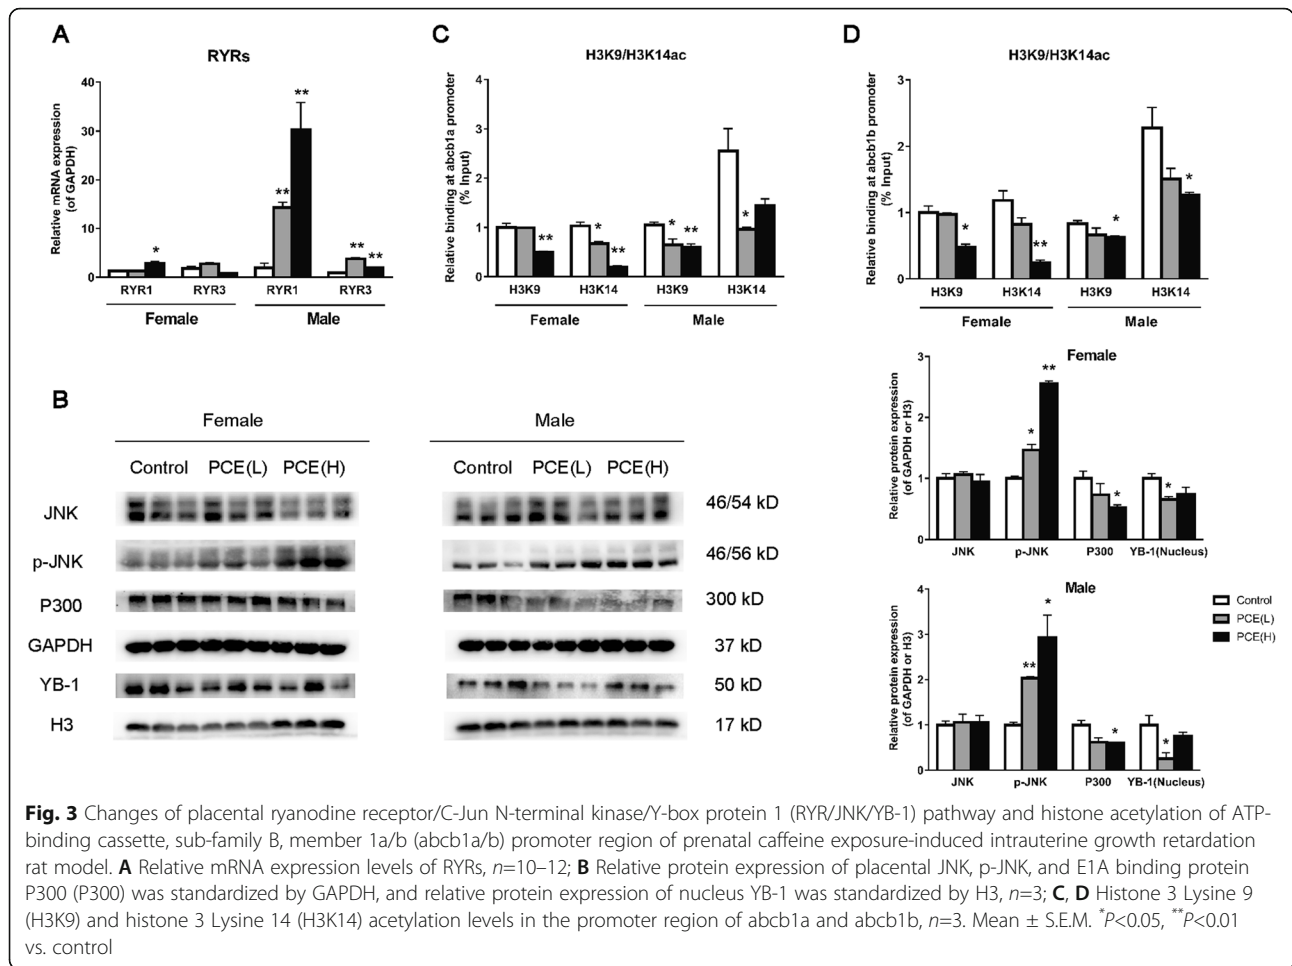 A
RYRs
Relative mRNA expression
(of GAPDH)
40
30
20
10
0
**
**
*
**
**
RYR1
RYR3
RYR1
RYR3
Female
Male
C
H3K9/H3K14ac
Relative binding at abcb1a promoter
(% Input)
4
3
2
1
0
**
*
**
*
**
*
H3K9
H3K14
H3K9
H3K14
Female
Male
D
H3K9/H3K14ac
Relative binding at abcb1b promoter
(% Input)
3
2
1
0
*
**
*
*
H3K9
H3K14
H3K9
H3K14
Female
Male
B
Female
Male
Control PCE(L) PCE(H)
Control PCE(L) PCE(H)
JNK
46/54 kD
p-JNK
46/56 kD
P300
300 kD
GAPDH
37 kD
YB-1
50 kD
H3
17 kD
Female
Relative protein expression
(of GAPDH or H3)
3
2
1
0
*
**
*
*
JNK
p-JNK
P300
YB-1(Nucleus)
Male
Relative protein expression
(of GAPDH or H3)
4
3
2
1
0
**
*
*
*
JNK
p-JNK
P300
YB-1(Nucleus)
Control
PCE(L)
PCE(H)
Fig. 3 Changes of placental ryanodine receptor/C-Jun N-terminal kinase/Y-box protein 1 (RYR/JNK/YB-1) pathway and histone acetylation of ATP-
binding cassette, sub-family B, member 1a/b (abcb1a/b) promoter region of prenatal caffeine exposure-induced intrauterine growth retardation
rat model. A Relative mRNA expression levels of RYRs, n=10–12; B Relative protein expression of placental JNK, p-JNK, and E1A binding protein
P300 (P300) was standardized by GAPDH, and relative protein expression of nucleus YB-1 was standardized by H3, n=3; C, D Histone 3 Lysine 9
(H3K9) and histone 3 Lysine 14 (H3K14) acetylation levels in the promoter region of abcb1a and abcb1b, n=3. Mean ± S.E.M. *P<0.05, **P<0.01
vs. control